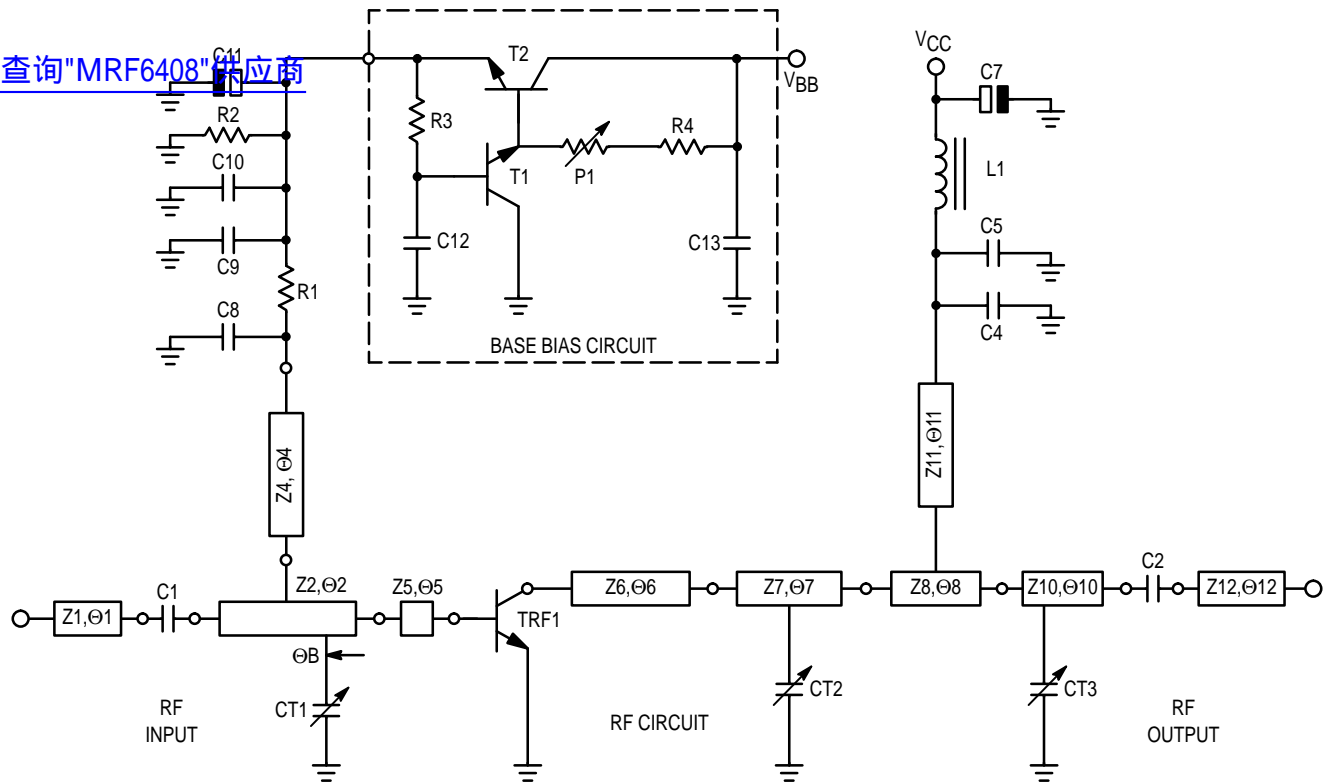 查询"MRF6408"供应商
C11
R2
C10
C9
R1
C8
T2
VBB
R3
R4
T1
P1
C12
C13
BASE BIAS CIRCUIT
VCC
C7
L1
C5
C4
Z4, Θ4
Z11,Θ11
Z1,Θ1
C1
Z2,Θ2
Z5,Θ5
TRF1
Z6,Θ6
Z7,Θ7
Z8,Θ8
Z10,Θ10
C2
Z12,Θ12
ΘB
CT1
CT2
CT3
RF
INPUT
RF CIRCUIT
RF
OUTPUT